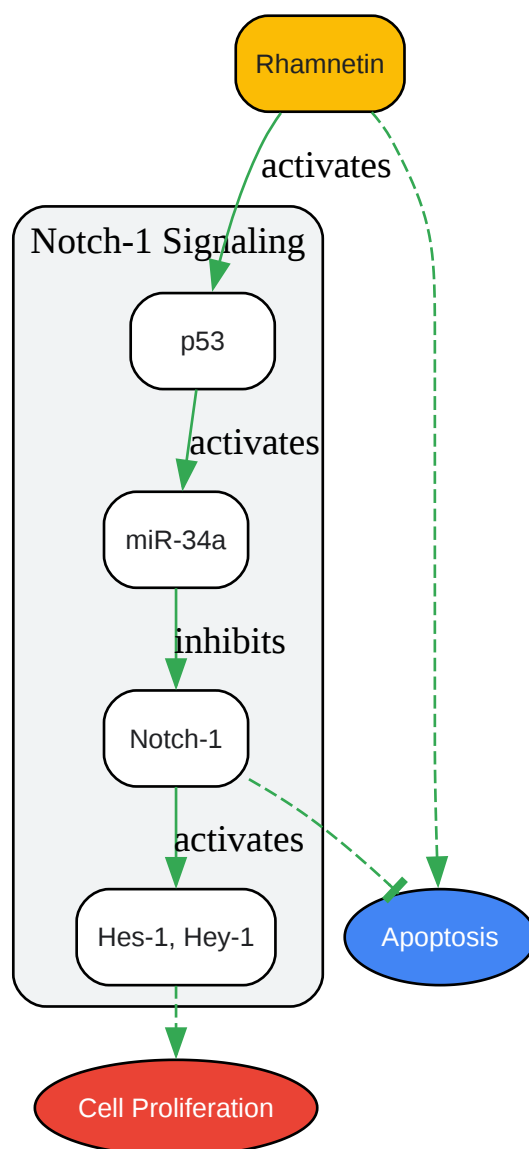 Rhamnetin
activates
Notch-1 Signaling
p53
activates
miR-34a
inhibits
Notch-1
activates
Hes-1, Hey-1
Apoptosis
Cell Proliferation